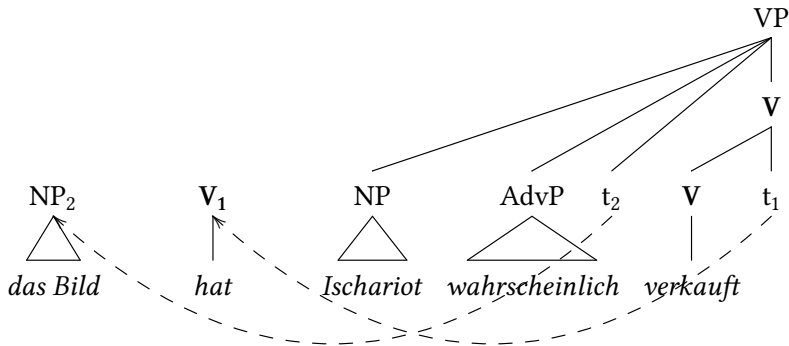 VP
V
NP₂ V₁ NP AdvP t₂ V t₁
das Bild hat Ischariot wahrscheinlich verkauft